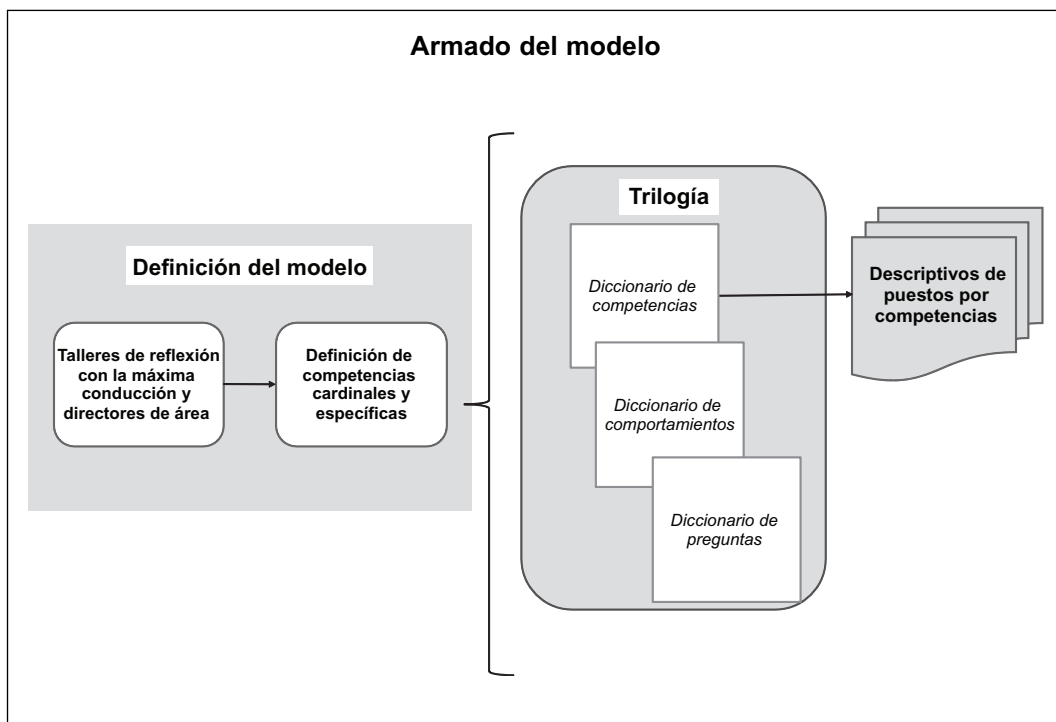 Armado del modelo
Definición del modelo
Talleres de reflexión
con la máxima
conducción y
directores de área
Definición de
competencias
cardinales y
específicas
Trilogía
Diccionario de
competencias
Diccionario de
comportamientos
Diccionario de
preguntas
Descriptivos de
puestos por
competencias